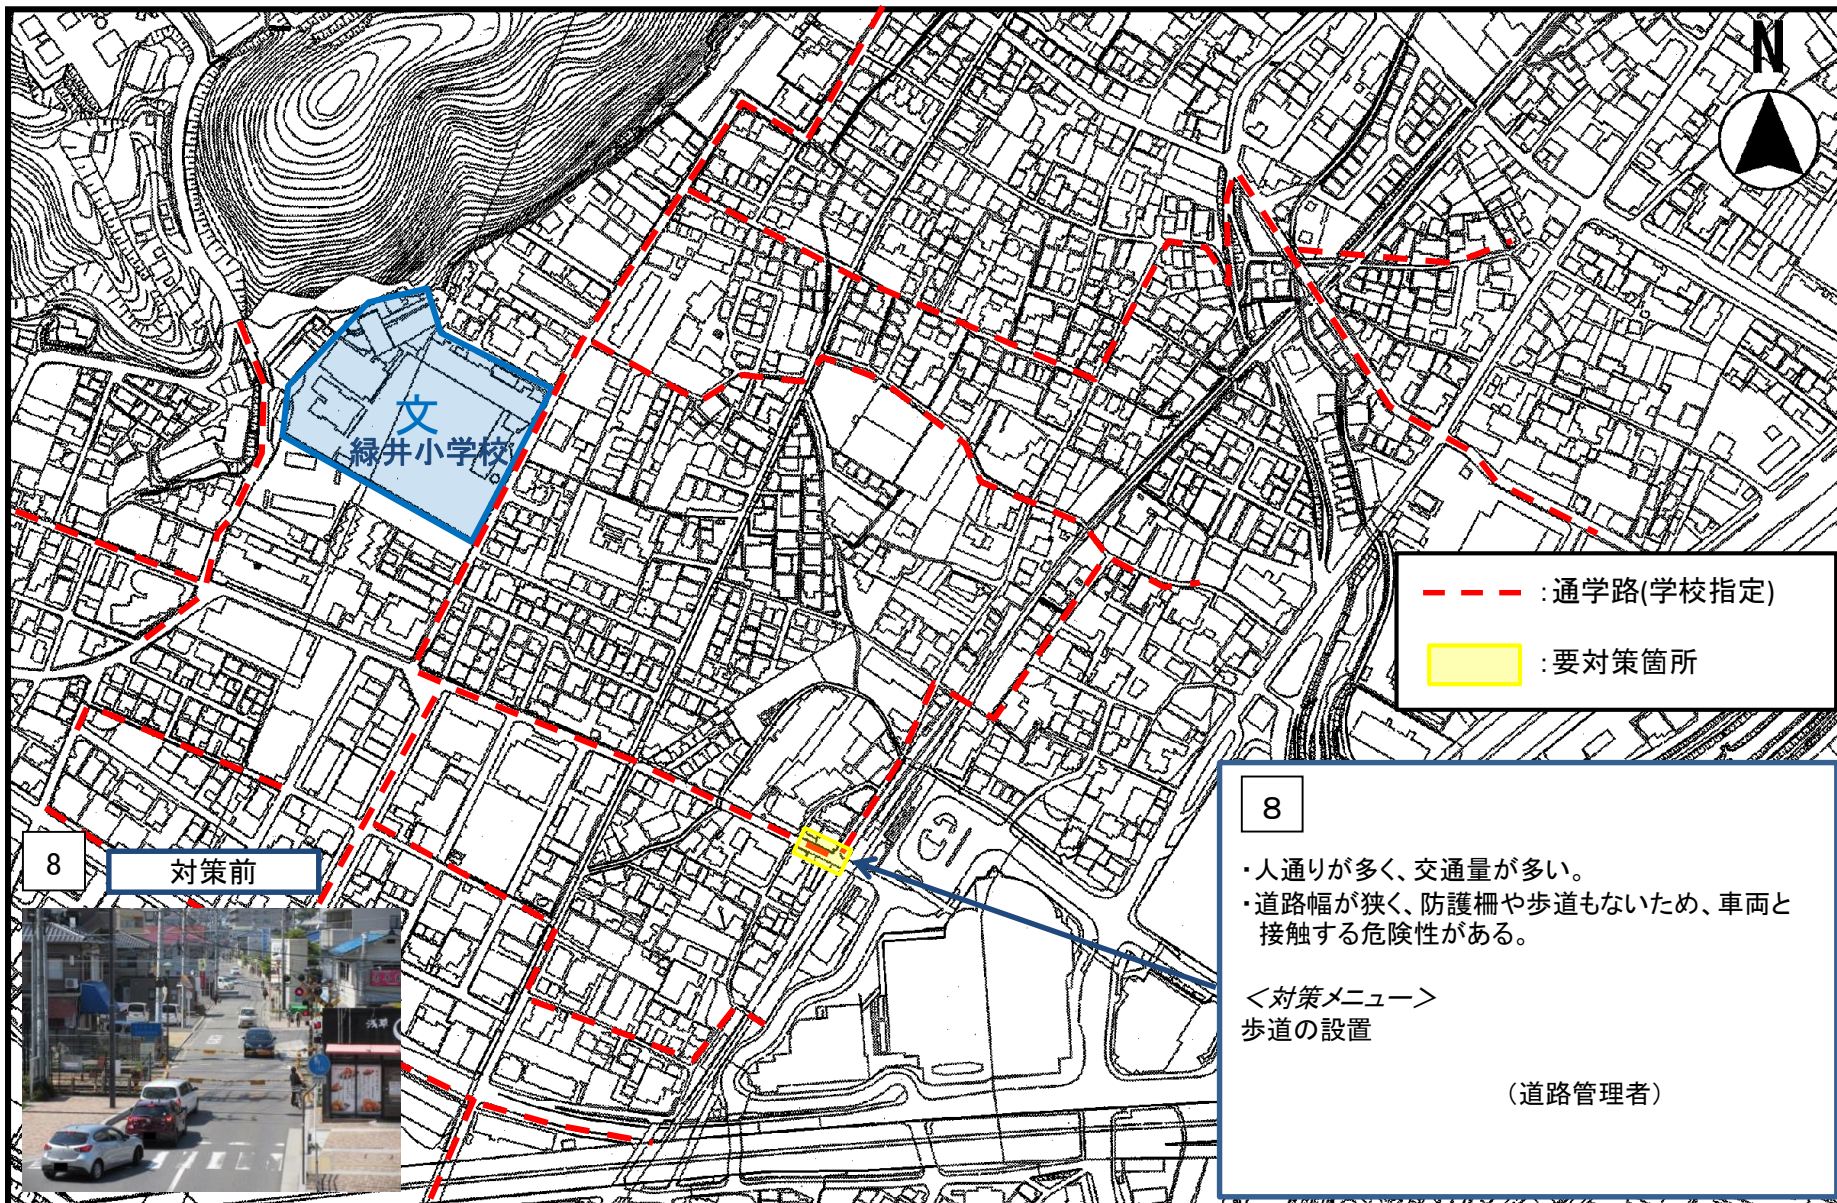 N
文
緑井小学校
:通学路(学校指定)
:要対策箇所
8
・人通りが多く、交通量が多い。
・道路幅が狭く、防護柵や歩道もないため、車両と
接触する危険性がある。
＜対策メニュー＞
歩道の設置
（道路管理者）
8
対策前
浅草